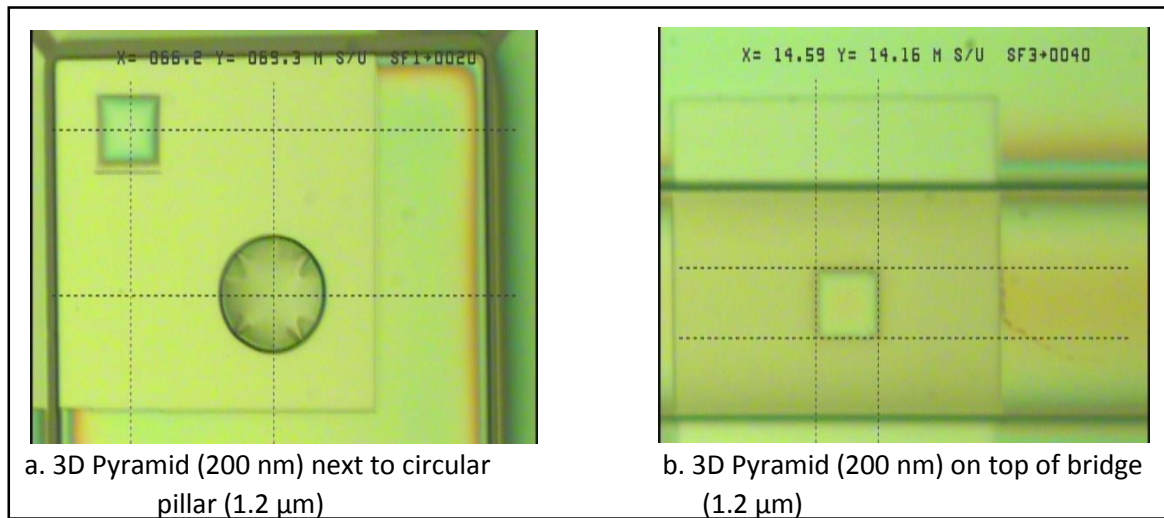 X= 066.2 Y= 069.3 M S/U SF1+0020
X= 14.59 Y= 14.16 M S/U SF3+0040
a. 3D Pyramid (200 nm) next to circular
pillar (1.2 µm)
b. 3D Pyramid (200 nm) on top of bridge
(1.2 µm)